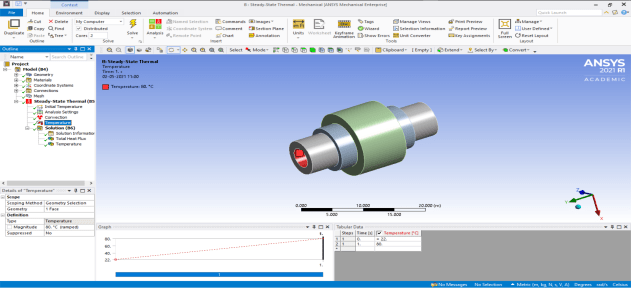 B : Steady-State Thermal - Mechanical [ANSYS Mechanical Enterprise]
Context
File Home Environment Display Selection Automation
Duplicate
Cut
Delete
My Computer
Copy
Find
Distributed
Paste
Tree
Cores 2
Solve
Analysis
Named Selection
Coordinate System
Remote Point
Commands
Comment
Chart
Images
Section Plane
Annotation
Units
Worksheet
Keyframe Animation
Tags
Wizard
Show Errors
Manage Views
Selection Information
Unit Converter
Print Preview
Report Preview
Key Assignments
Full Screen
Manage
User Defined
Reset Layout
Outline
Solve
Insert
Tools
Layout
Select
Mode
Clipboard
[ Empty ]
Extend
Select By
Convert
Outline
Name
Search Outline
Project
Model (B4)
Geometry
Materials
Coordinate Systems
Connections
Mesh
Steady-State Thermal (B5
Initial Temperature
Analysis Settings
Convection
Temperature
Solution (B6)
Solution Information
Total Heat Flux
Temperature
B: Steady-State Thermal
Temperature
Time: 1. s
Temperature: 80. °C
ANSYS
2021 R1
ACADEMIC
0.000 10.000 20.000 (m)
5.000 15.000
Details of "Temperature"
Scope
Scoping Method Geometry Selection
Geometry 1 Face
Definition
Type Temperature
Magnitude 80. °C (ramped)
Suppressed No
Graph
80.
60.
40.
22.
1.
1
Tabular Data
Steps Time [s] Temperature [°C]
1 1 0. = 22.
2 1 1. 80.
*
No Messages No Selection Metric (m, kg, N, s, V, A) Degrees rad/s Celsius